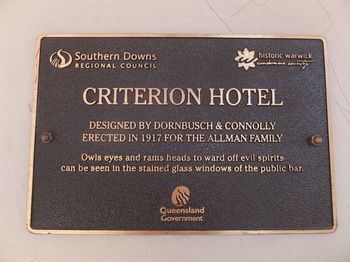 Southern Downs
REGIONAL COUNCIL
historic warwick
CRITERION HOTEL
DESIGNED BY DORNBUSCH & CONNOLLY
ERECTED IN 1917 FOR THE ALLMAN FAMILY
Owls eyes and rams heads to ward off evil spirits
can be seen in the stained glass windows of the public bar.
Queensland
Government